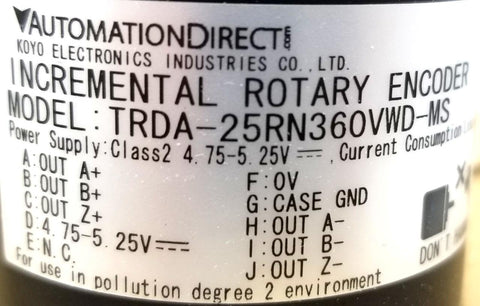 AUTOMATIONDIRECT.COM
KOYO ELECTRONICS INDUSTRIES CO.,LTD.
INCREMENTAL ROTARY ENCODER
MODEL:TRDA-25RN360VWD-MS
Power Supply:Class2 4.75-5.25V⎓, Current Consumption
A:OUT A+
B:OUT B+
C:OUT Z+
D:4.75-5.25V⎓
E:N.C.
F:0V
G:CASE GND
H:OUT A-
I:OUT B-
J:OUT Z-
DON'T
For use in pollution degree 2 environment